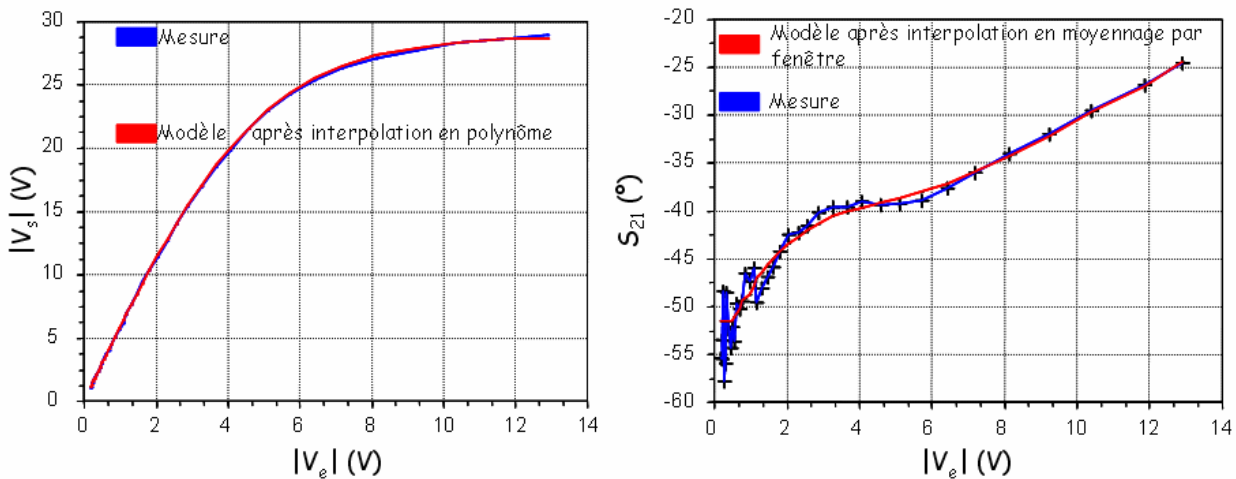 30
25
20
15
10
5
0
0 2 4 6 8 10 12 14
|Vs| (V)
|Ve| (V)
Mesure
Modèle après interpolation en polynôme
-20
-25
-30
-35
-40
-45
-50
-55
-60
0 2 4 6 8 10 12 14
S21 (°)
|Ve| (V)
Modèle après interpolation en moyennage par
fenêtre
Mesure